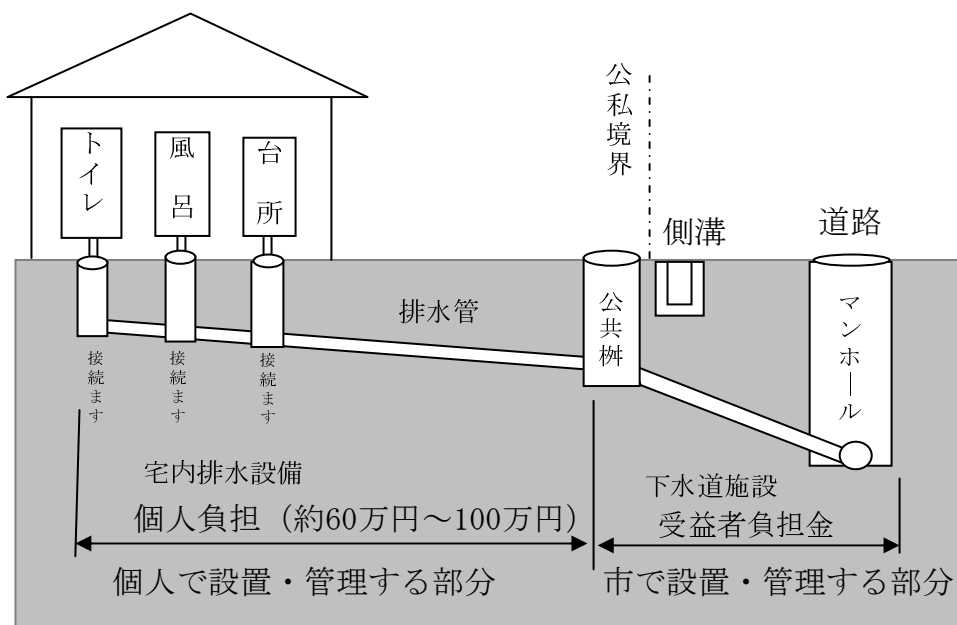 公私境界
トイレ
風呂
台所
側溝
道路
排水管
公共桝
マンホール
接続ます
接続ます
接続ます
宅内排水設備
下水道施設
個人負担（約60万円～100万円）
受益者負担金
個人で設置・管理する部分
市で設置・管理する部分